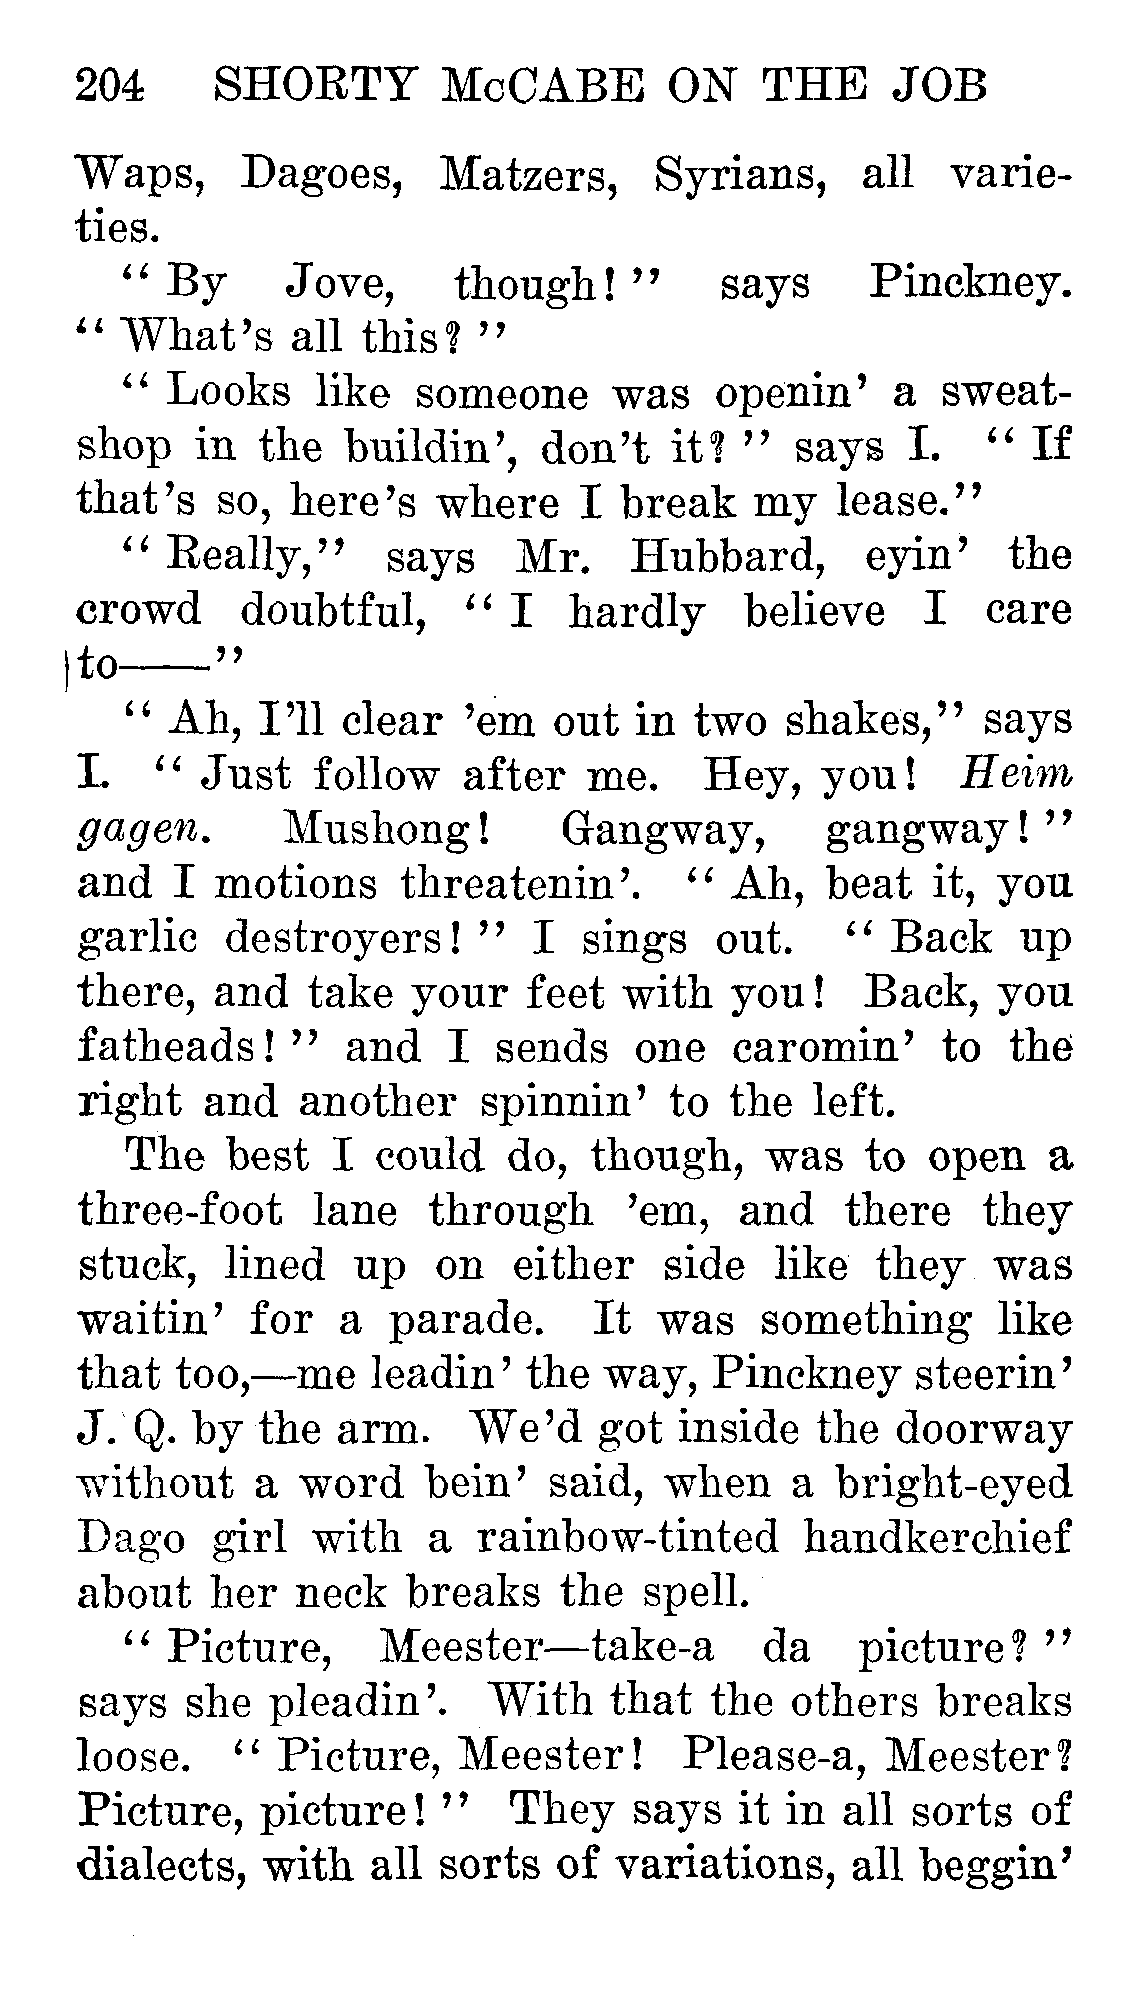 204 SHORTY McCABE ON THE JOB
Waps, Dagoes, Matzers, Syrians, all varie-
ties.
“ By Jove, though! ” says Pinckney.
“ What’s all this? ”
“ Looks like someone was openin’ a sweat-
shop in the buildin’, don’t it? ” says I. “ If
that’s so, here’s where I break my lease.”
“ Really,” says Mr. Hubbard, eyin’ the
crowd doubtful, “ I hardly believe I care
to——”
“ Ah, I’ll clear ’em out in two shakes,” says
I. “ Just follow after me. Hey, you! Heim
gagen. Mushong! Gangway, gangway! ”
and I motions threatenin’. “ Ah, beat it, you
garlic destroyers! ” I sings out. “ Back up
there, and take your feet with you! Back, you
fatheads! ” and I sends one caromin’ to the
right and another spinnin’ to the left.
The best I could do, though, was to open a
three-foot lane through ’em, and there they
stuck, lined up on either side like they was
waitin’ for a parade. It was something like
that too,—me leadin’ the way, Pinckney steerin’
J. Q. by the arm. We’d got inside the doorway
without a word bein’ said, when a bright-eyed
Dago girl with a rainbow-tinted handkerchief
about her neck breaks the spell.
“ Picture, Meester—take-a da picture? ”
says she pleadin’. With that the others breaks
loose. “ Picture, Meester! Please-a, Meester?
Picture, picture! ” They says it in all sorts of
dialects, with all sorts of variations, all beggin’